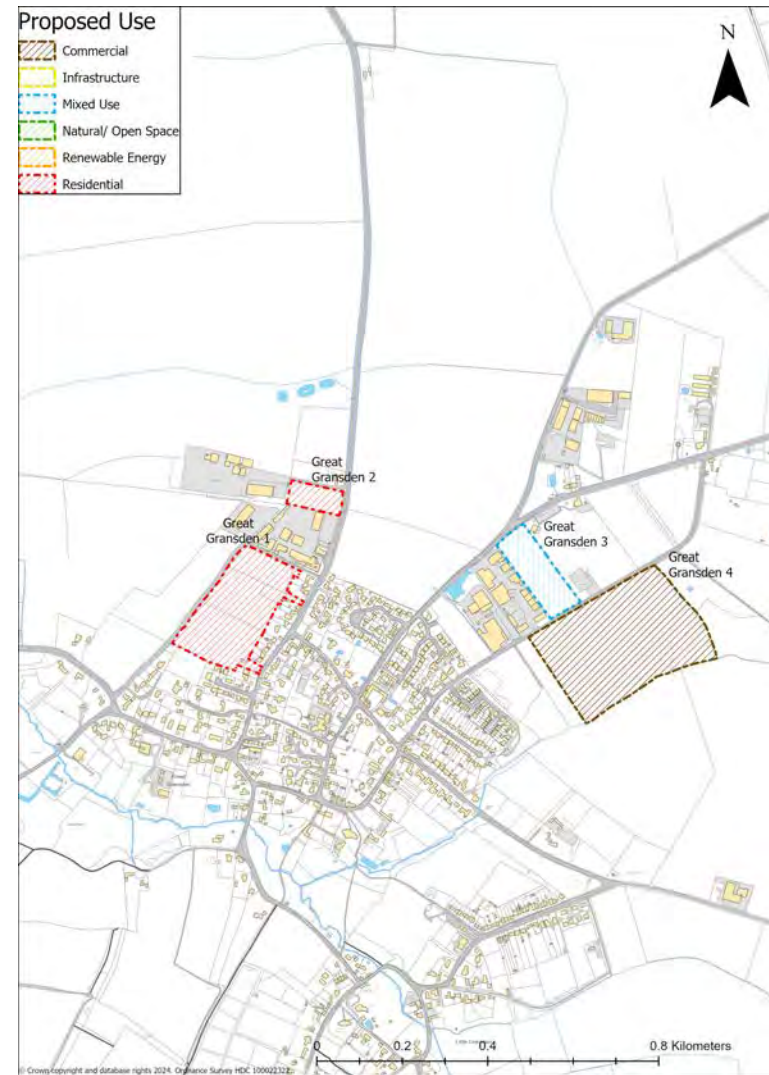 Proposed Use
Commercial
Infrastructure
Mixed Use
Natural/ Open Space
Renewable Energy
Residential
N
Great
Gransden 2
Great
Gransden 1
Great
Gransden 3
Great
Gransden 4
0
0.2
0.4
0.8 Kilometers
© Crown copyright and database rights 2024. Ordnance Survey HDC 100022322